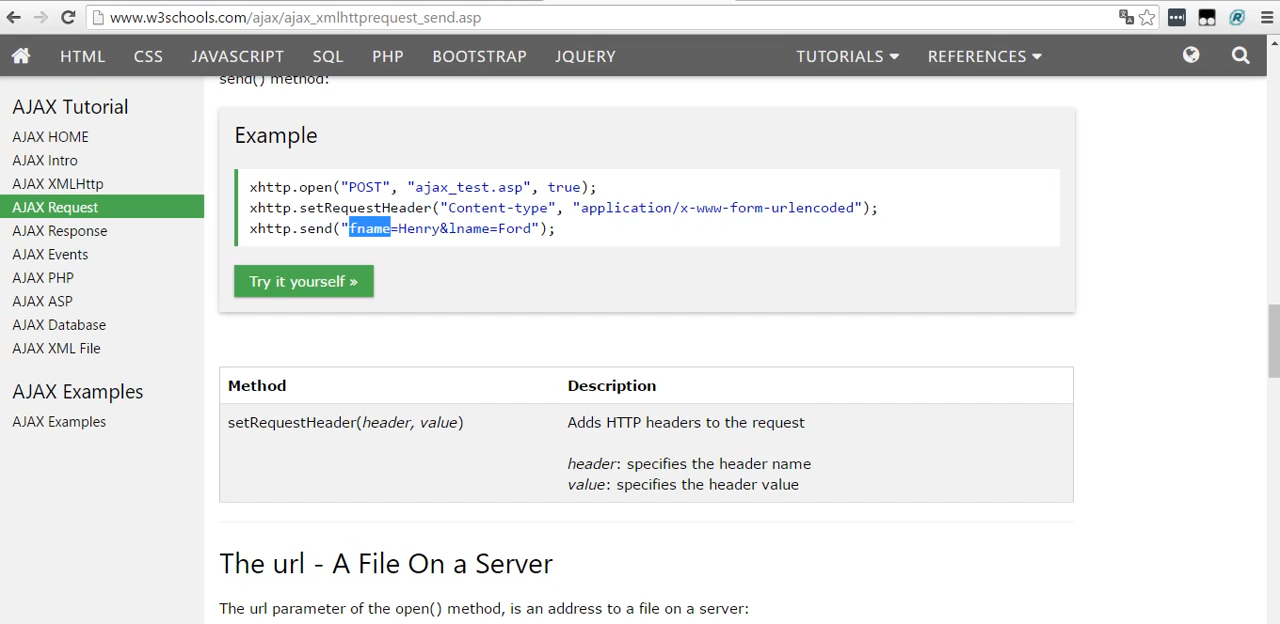 www.w3schools.com/ajax/ajax_xmlhttprequest_send.asp
HTML CSS JAVASCRIPT SQL PHP BOOTSTRAP JQUERY TUTORIALS REFERENCES
send() method:
AJAX Tutorial
AJAX HOME
AJAX Intro
AJAX XMLHttp
AJAX Request
AJAX Response
AJAX Events
AJAX PHP
AJAX ASP
AJAX Database
AJAX XML File
AJAX Examples
AJAX Examples
Example
xhttp.open("POST", "ajax_test.asp", true);
xhttp.setRequestHeader("Content-type", "application/x-www-form-urlencoded");
xhttp.send("fname=Henry&lname=Ford");
Try it yourself »
Method Description
setRequestHeader(header, value) Adds HTTP headers to the request
header: specifies the header name
value: specifies the header value
The url - A File On a Server
The url parameter of the open() method, is an address to a file on a server: